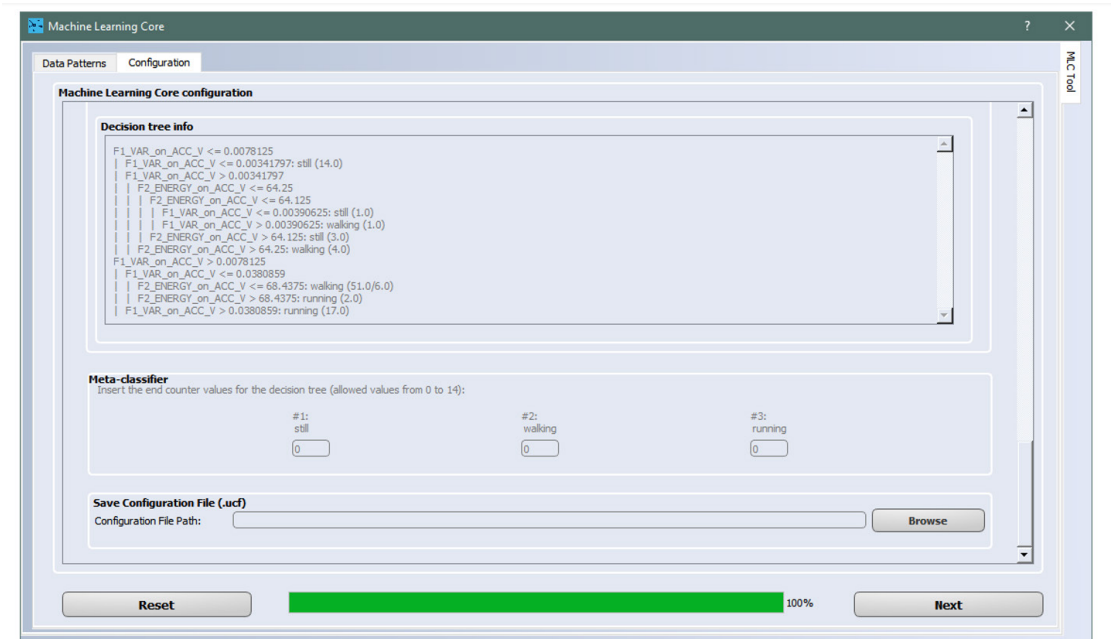 Machine Learning Core
?
×
Data Patterns
Configuration
MLC Tool
Machine Learning Core configuration
Decision tree info
F1_VAR_on_ACC_V <= 0.0078125
| F1_VAR_on_ACC_V <= 0.00341797: still (14.0)
| F1_VAR_on_ACC_V > 0.00341797
| | F2_ENERGY_on_ACC_V <= 64.25
| | | F2_ENERGY_on_ACC_V <= 64.125
| | | | F1_VAR_on_ACC_V <= 0.00390625: still (1.0)
| | | | F1_VAR_on_ACC_V > 0.00390625: walking (1.0)
| | | F2_ENERGY_on_ACC_V > 64.125: still (3.0)
| | F2_ENERGY_on_ACC_V > 64.25: walking (4.0)
F1_VAR_on_ACC_V > 0.0078125
| F1_VAR_on_ACC_V <= 0.0380859
| | F2_ENERGY_on_ACC_V <= 68.4375: walking (51.0/6.0)
| | F2_ENERGY_on_ACC_V > 68.4375: running (2.0)
| F1_VAR_on_ACC_V > 0.0380859: running (17.0)
Meta-classifier
Insert the end counter values for the decision tree (allowed values from 0 to 14):
#1: #2: #3:
still walking running
0 0 0
Save Configuration File (.ucf)
Configuration File Path:
Browse
Reset
100%
Next